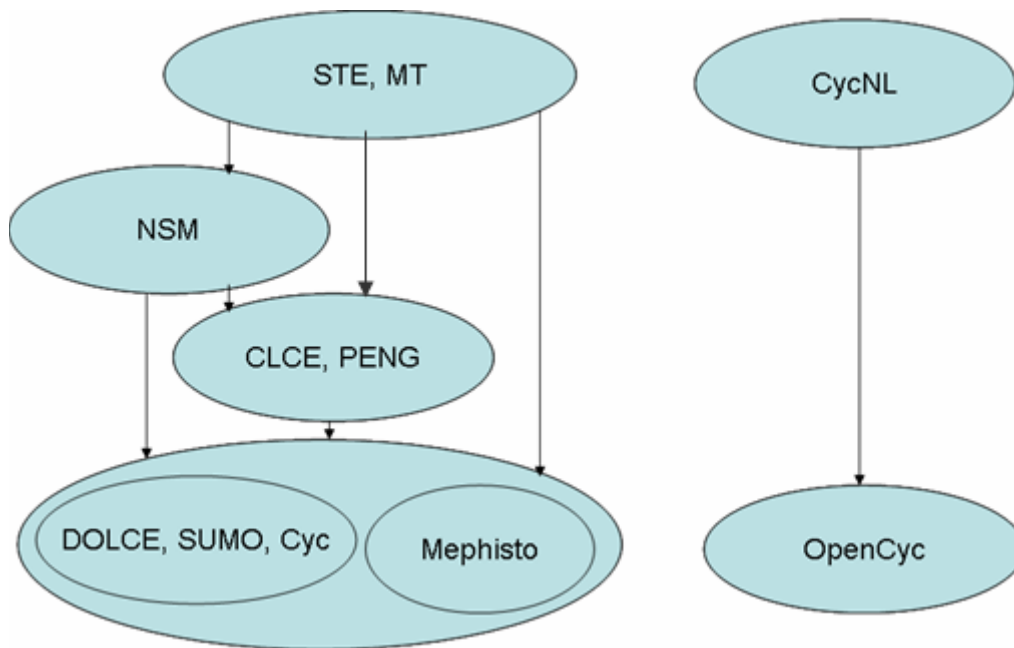 STE, MT
CycNL
NSM
CLCE, PENG
DOLCE, SUMO, Cyc
Mephisto
OpenCyc